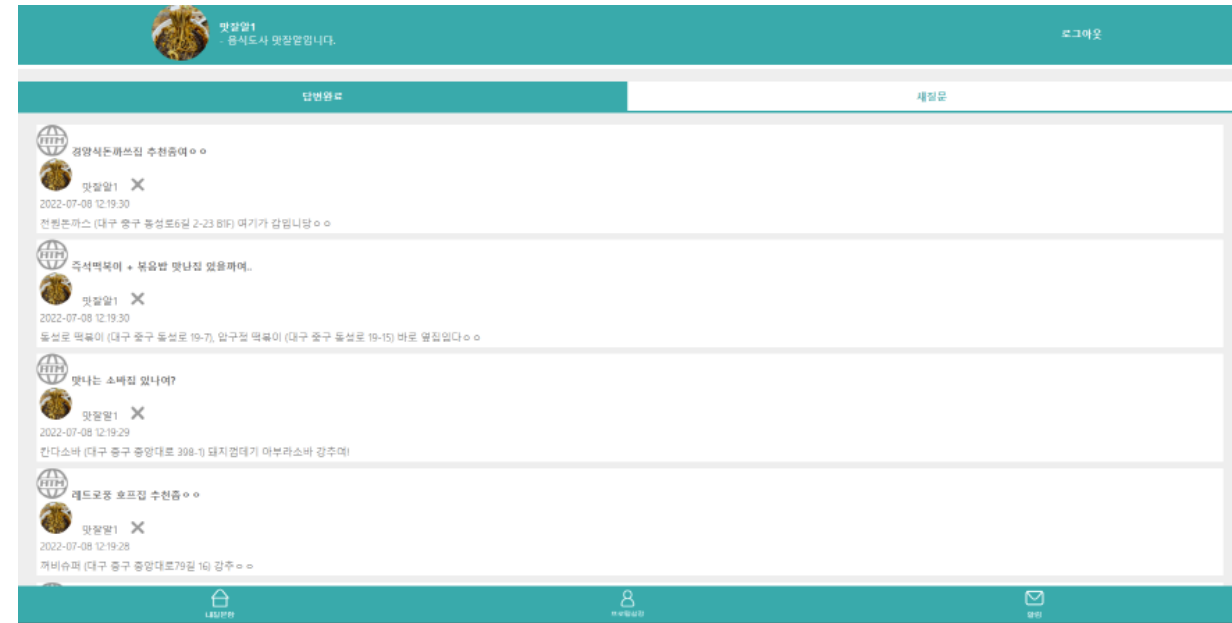 맛잘알1
- 음식도사 맛잘알입니다.
로그아웃
답변완료
새질문
경양식돈까쓰집 추천좀여ㅇㅇ
맛잘알1
2022-07-08 12:19:30
전원돈까스 (대구 중구 동성로6길 2-23 B1F) 여기가 갑입니당ㅇㅇ
즉석떡볶이 + 볶음밥 맛난집 있을까여..
맛잘알1
2022-07-08 12:19:30
동성로 떡볶이 (대구 중구 동성로 19-7), 압구정 떡볶이 (대구 중구 동성로 19-15) 바로 옆집입다ㅇㅇ
맛나는 소바집 있나여?
맛잘알1
2022-07-08 12:19:29
칸다소바 (대구 중구 중앙대로 398-1) 돼지껍데기 아부라소바 강추여!
레드로풍 호프집 추천좀ㅇㅇ
맛잘알1
2022-07-08 12:19:28
꺼비슈퍼 (대구 중구 중앙대로79길 16) 강추ㅇㅇ
내질문함
프로필설정
알림